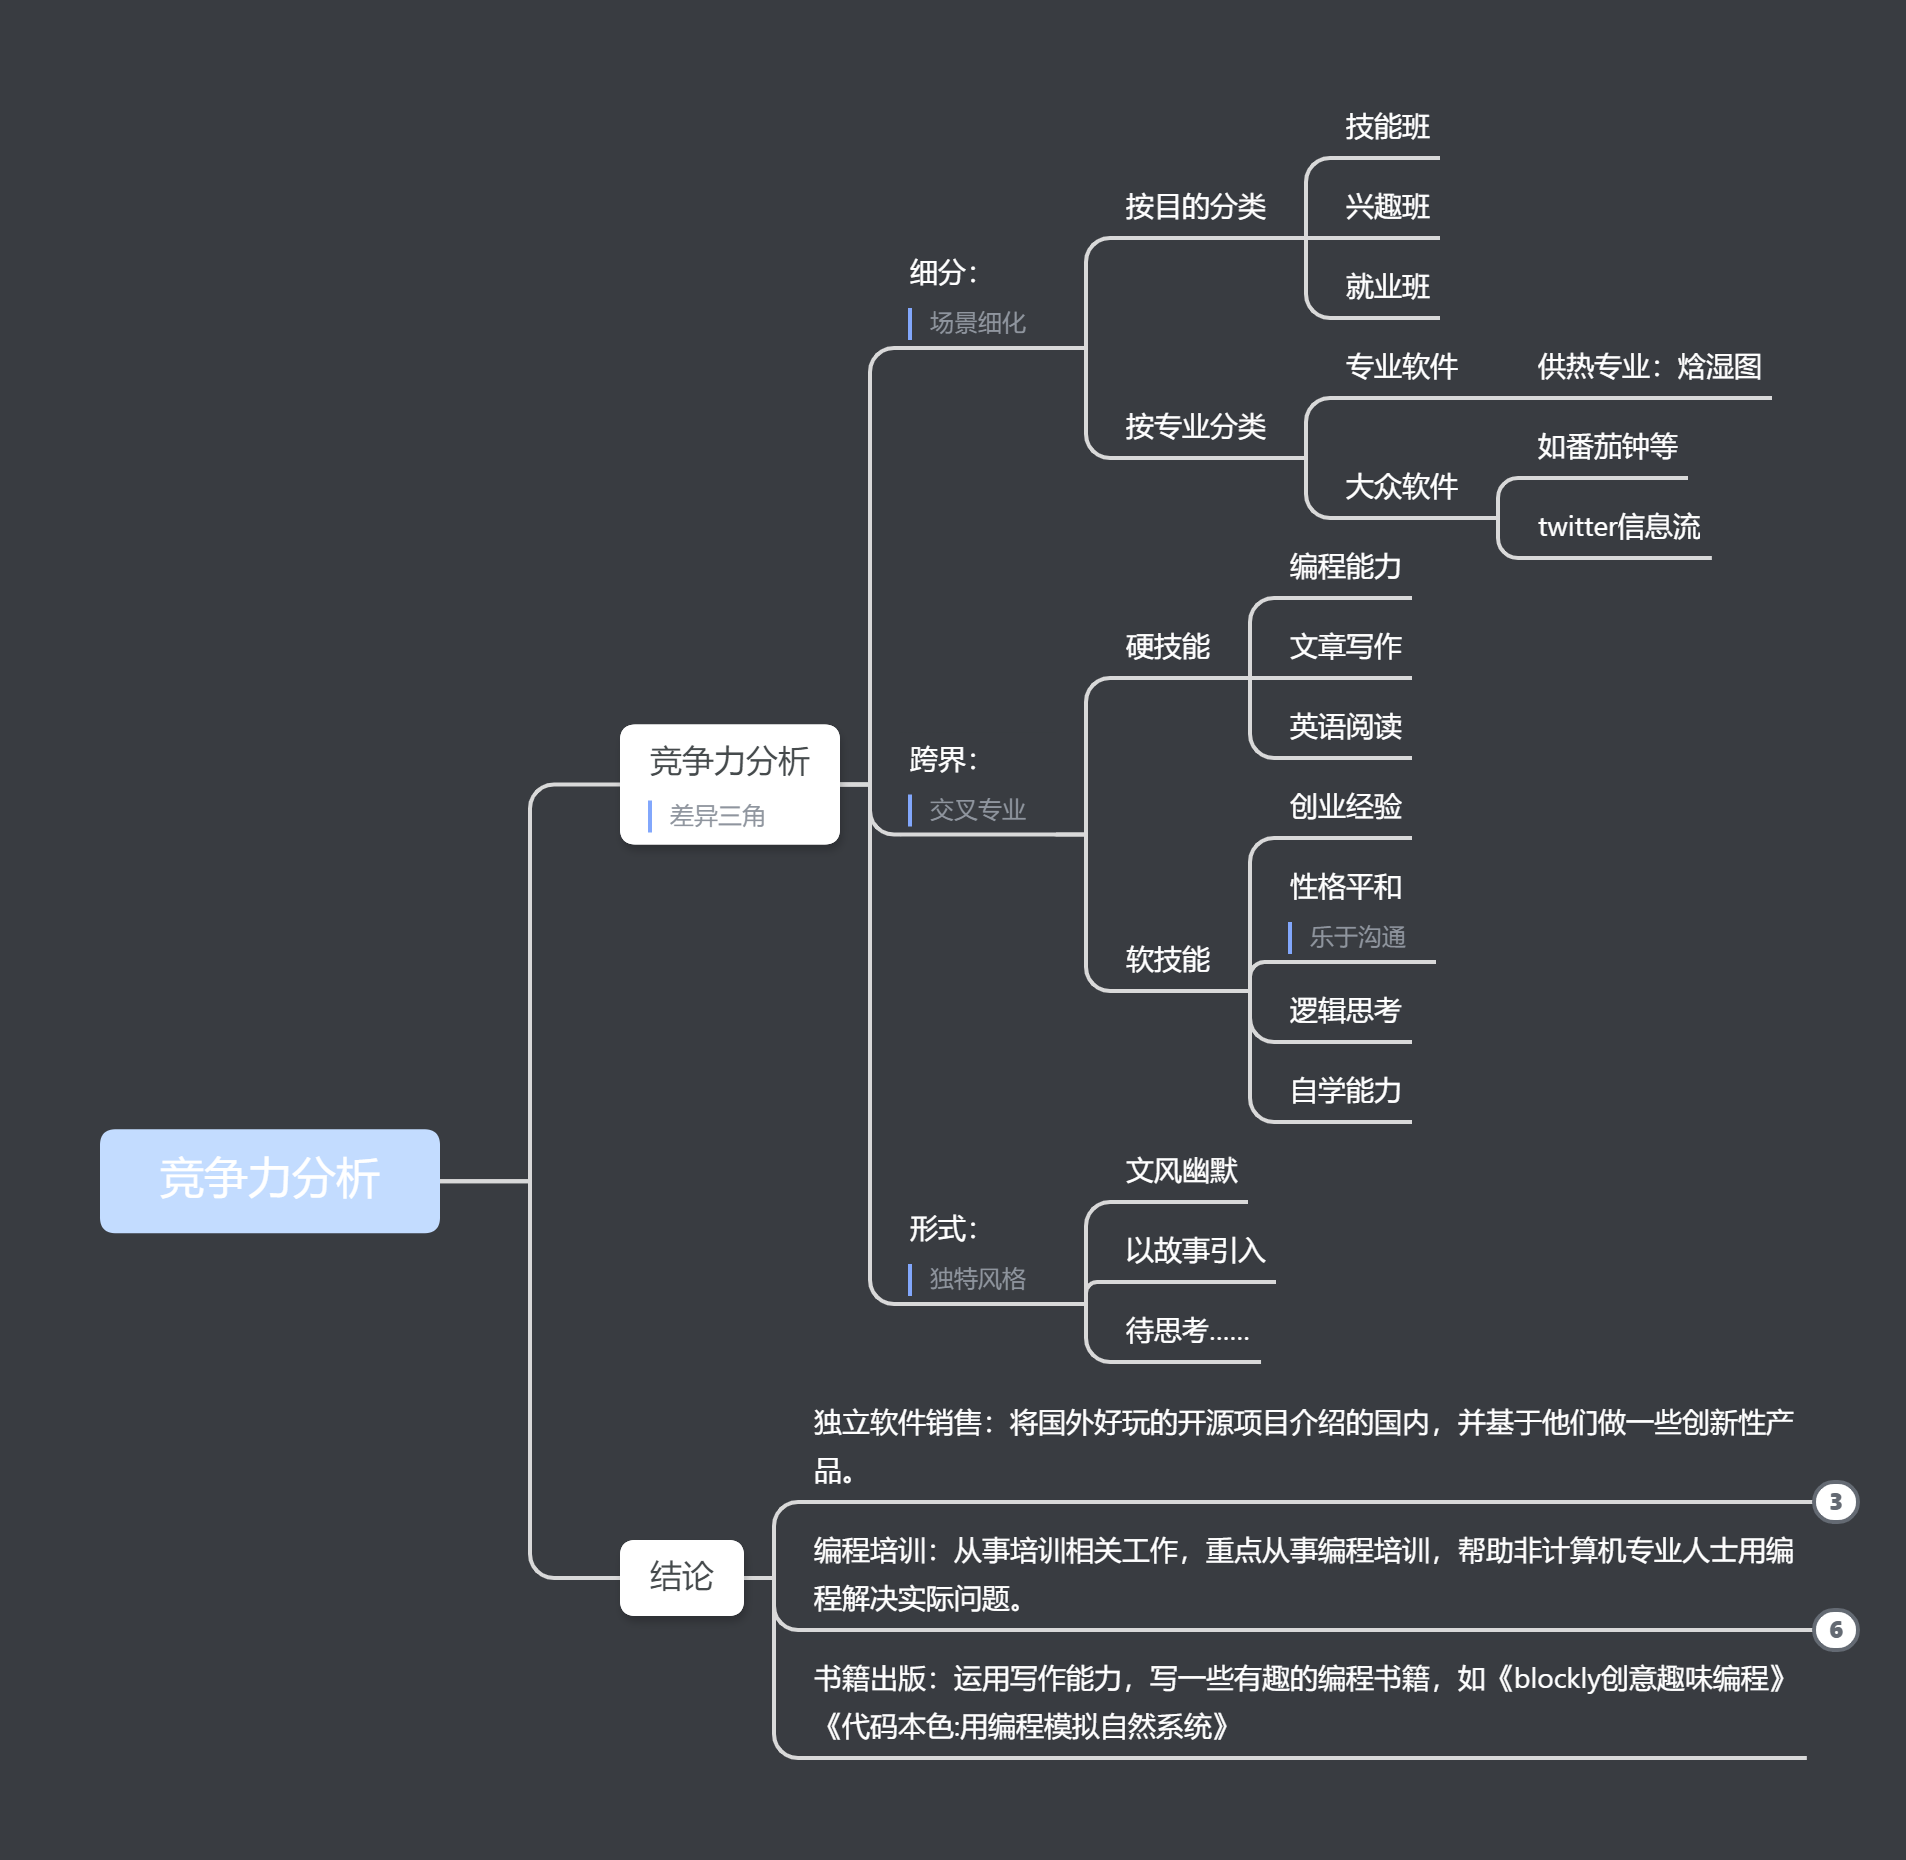 竞争力分析
竞争力分析
差异三角
细分：
场景细化
按目的分类
技能班
兴趣班
就业班
按专业分类
专业软件
供热专业：焓湿图
大众软件
如番茄钟等
twitter信息流
跨界：
交叉专业
硬技能
编程能力
文章写作
英语阅读
软技能
创业经验
性格平和
乐于沟通
逻辑思考
自学能力
形式：
独特风格
文风幽默
以故事引入
待思考......
结论
独立软件销售：将国外好玩的开源项目介绍的国内，并基于他们做一些创新性产
品。
3
编程培训：从事培训相关工作，重点从事编程培训，帮助非计算机专业人士用编
程解决实际问题。
6
书籍出版：运用写作能力，写一些有趣的编程书籍，如《blockly创意趣味编程》
《代码本色:用编程模拟自然系统》